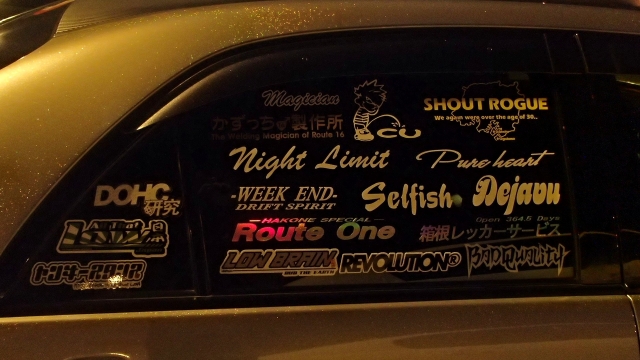 Magician
かずっち
製作所
The Welding Magician of Route 16
CU
SHOUT ROGUE
We again were over the age of 30..
Night Limit
Pure heart
-WEEK END-
DRIFT SPIRIT
Selfish
Dejavu
DOHC
研究
HAKONE SPECIAL
Route One
Open 364.5 Days
箱根レッカーサービス
LOW BRAIN
REVOLUTION®
BAD QUALITY